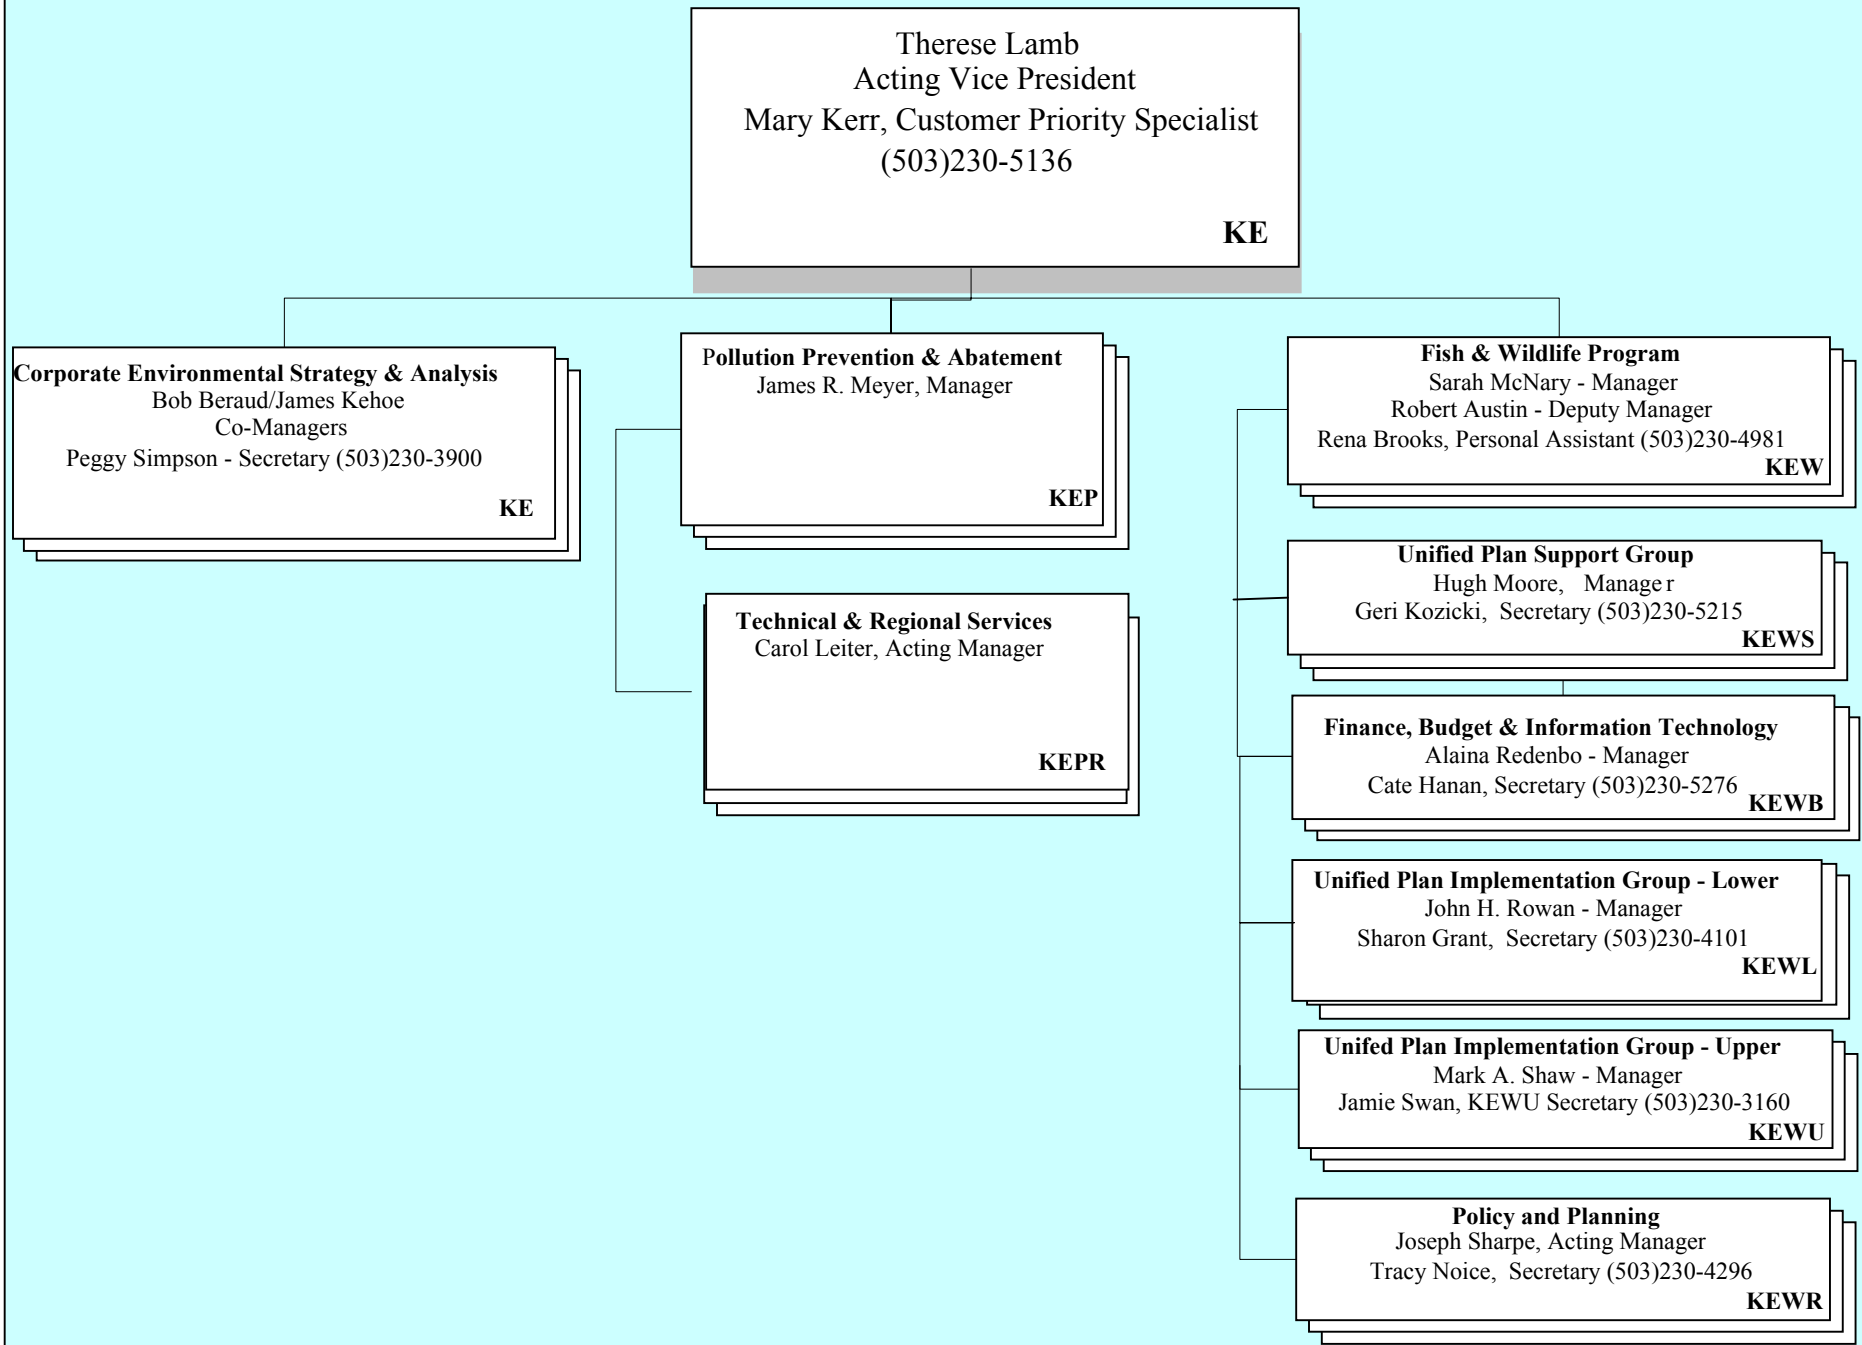 Therese Lamb
Acting Vice President
Mary Kerr, Customer Priority Specialist
(503)230-5136
KE
Corporate Environmental Strategy & Analysis
Bob Beraud/James Kehoe
Co-Managers
Peggy Simpson - Secretary (503)230-3900
KE
Pollution Prevention & Abatement
James R. Meyer, Manager
KEP
Technical & Regional Services
Carol Leiter, Acting Manager
KEPR
Fish & Wildlife Program
Sarah McNary - Manager
Robert Austin - Deputy Manager
Rena Brooks, Personal Assistant (503)230-4981
KEW
Unified Plan Support Group
Hugh Moore, Manager
Geri Kozicki, Secretary (503)230-5215
KEWS
Finance, Budget & Information Technology
Alaina Redenbo - Manager
Cate Hanan, Secretary (503)230-5276
KEWB
Unified Plan Implementation Group - Lower
John H. Rowan - Manager
Sharon Grant, Secretary (503)230-4101
KEWL
Unifed Plan Implementation Group - Upper
Mark A. Shaw - Manager
Jamie Swan, KEWU Secretary (503)230-3160
KEWU
Policy and Planning
Joseph Sharpe, Acting Manager
Tracy Noice, Secretary (503)230-4296
KEWR